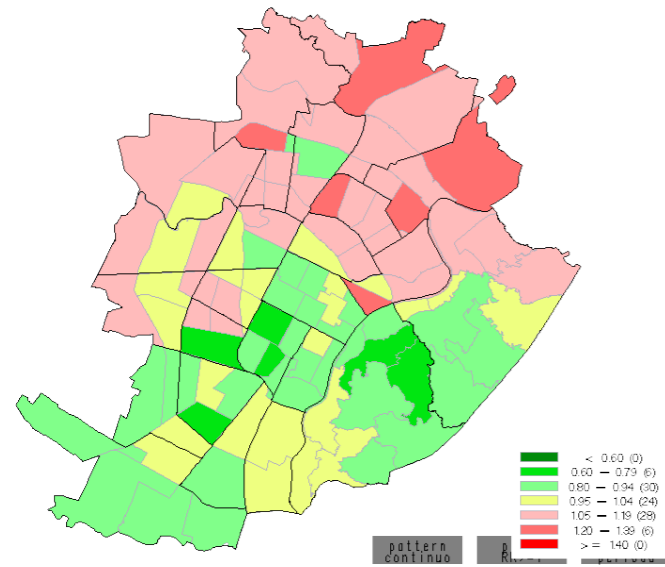 < 0.60 (0)
0.60 – 0.79 (6)
0.80 – 0.94 (30)
0.95 – 1.04 (24)
1.05 – 1.19 (28)
1.20 – 1.39 (6)
>= 1.40 (0)
pattern
continuo